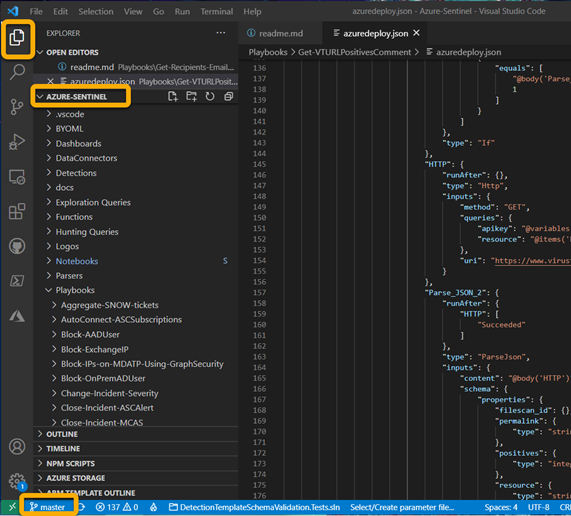 File Edit Selection View Go Run Terminal Help
azuredeploy.json - Azure-Sentinel - Visual Studio Code
EXPLORER
readme.md
azuredeploy.json
OPEN EDITORS
Playbooks > Get-VTURLPositivesComment > azuredeploy.json
readme.md Playbooks\Get-Recipients-Email...
azuredeploy.json Playbooks\Get-VTURLPosit...
AZURE-SENTINEL
.vscode
BYOML
Dashboards
DataConnectors
Detections
docs
Exploration Queries
Functions
Hunting Queries
Logos
Notebooks S
Parsers
Playbooks
Aggregate-SNOW-tickets
AutoConnect-ASCSubscriptions
Block-AADUser
Block-ExchangeIP
Block-IPs-on-MDATP-Using-GraphSecurity
Block-OnPremADUser
Change-Incident-Severity
Close-Incident-ASCAlert
Close-Incident-MCAS
OUTLINE
TIMELINE
NPM SCRIPTS
AZURE STORAGE
ARM TEMPLATE OUTLINE
136 "equals": [
137 "@body('Parse_
138 1
139 ]
140 }
141 ]
142 },
143 "type": "If"
144 },
145 "HTTP": {
146 "runAfter": {},
147 "type": "Http",
148 "inputs": {
149 "method": "GET",
150 "queries": {
151 "apikey": "@variables
152 "resource": "@items('
153 },
154 "uri": "https://www.virus
155 }
156 },
157 "Parse_JSON_2": {
158 "runAfter": {
159 "HTTP": [
160 "Succeeded"
161 ]
162 },
163 "type": "ParseJson",
164 "inputs": {
165 "content": "@body('HTTP')
166 "schema": {
167 "properties": {
168 "filescan_id": {}
169 "permalink": {
170 "type": "strin
171 },
172 "positives": {
173 "type": "integ
174 },
175 "resource": {
176 "type": "strin
1
master
137 0
DetectionTemplateSchemaValidation.Tests.sln
Select/Create parameter file...
Spaces: 4 UTF-8 CR